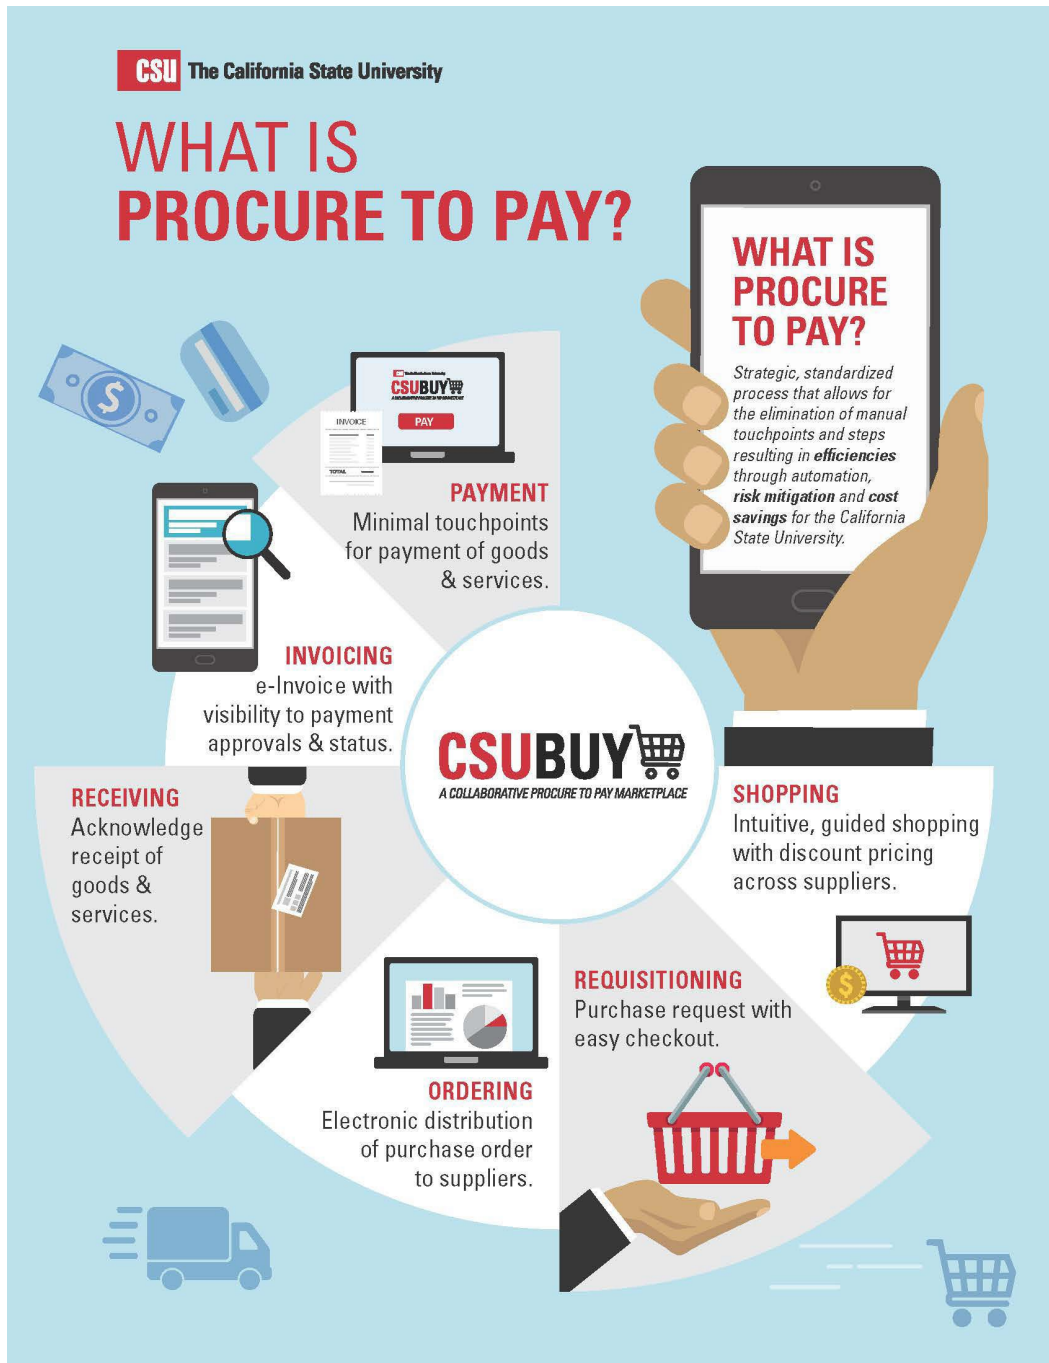 CSU The California State University
WHAT IS
PROCURE TO PAY?
WHAT IS
PROCURE
TO PAY?
Strategic, standardized
process that allows for
the elimination of manual
touchpoints and steps
resulting in efficiencies
through automation,
risk mitigation and cost
savings for the California
State University.
CSUBUY
PAY
INVOICE
TOTAL
PAYMENT
Minimal touchpoints
for payment of goods
& services.
INVOICING
e-Invoice with
visibility to payment
approvals & status.
CSUBUY
A COLLABORATIVE PROCURE TO PAY MARKETPLACE
RECEIVING
Acknowledge
receipt of
goods &
services.
SHOPPING
Intuitive, guided shopping
with discount pricing
across suppliers.
REQUISITIONING
Purchase request with
easy checkout.
ORDERING
Electronic distribution
of purchase order
to suppliers.